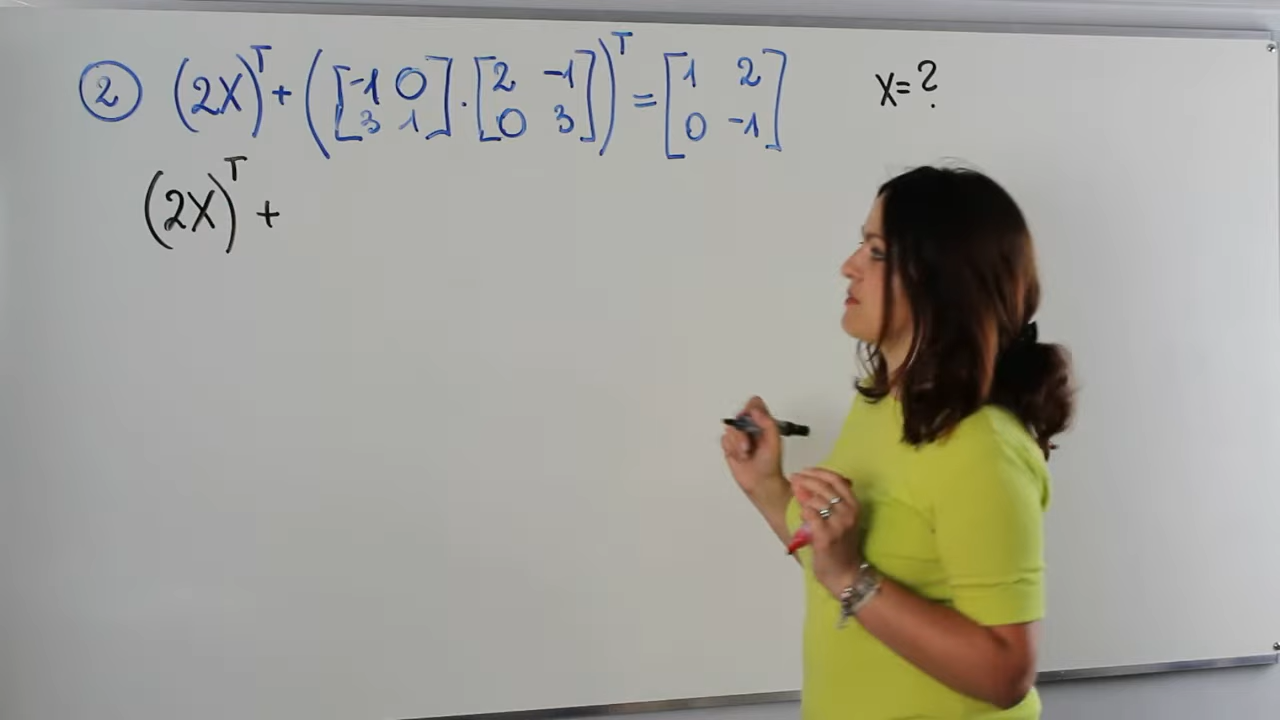 ② (2X)ᵀ + ([-1 0; 3 1] · [2 -1; 0 3])ᵀ = [1 2; 0 -1] x = ?
(2X)ᵀ +